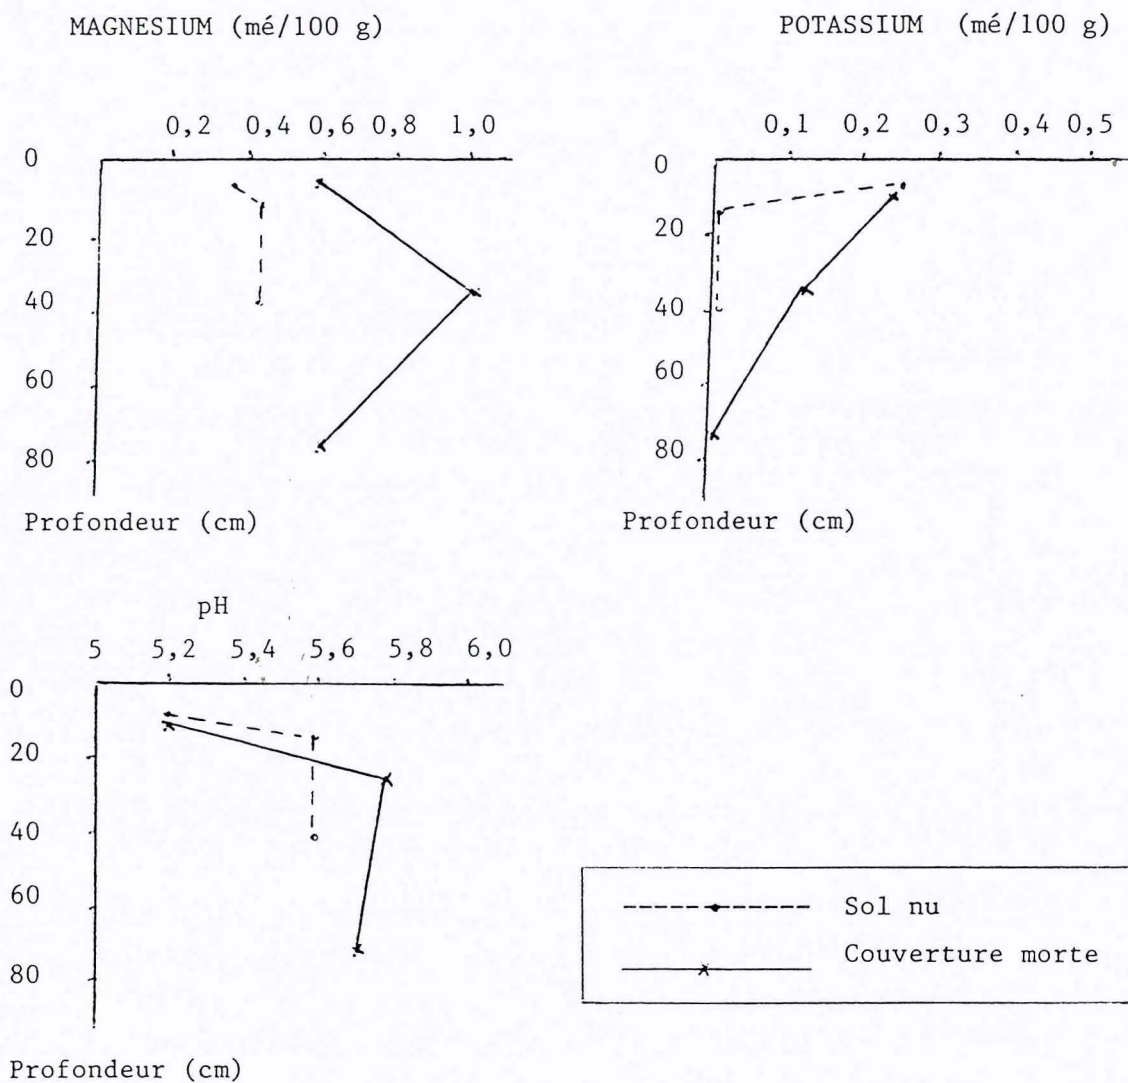 MAGNESIUM (mé/100 g)
0,2 0,4 0,6 0,8 1,0
0
20
40
60
80
Profondeur (cm)
POTASSIUM (mé/100 g)
0,1 0,2 0,3 0,4 0,5
0
20
40
60
80
Profondeur (cm)
pH
5 5,2 5,4 5,6 5,8 6,0
0
20
40
60
80
Profondeur (cm)
Sol nu
Couverture morte